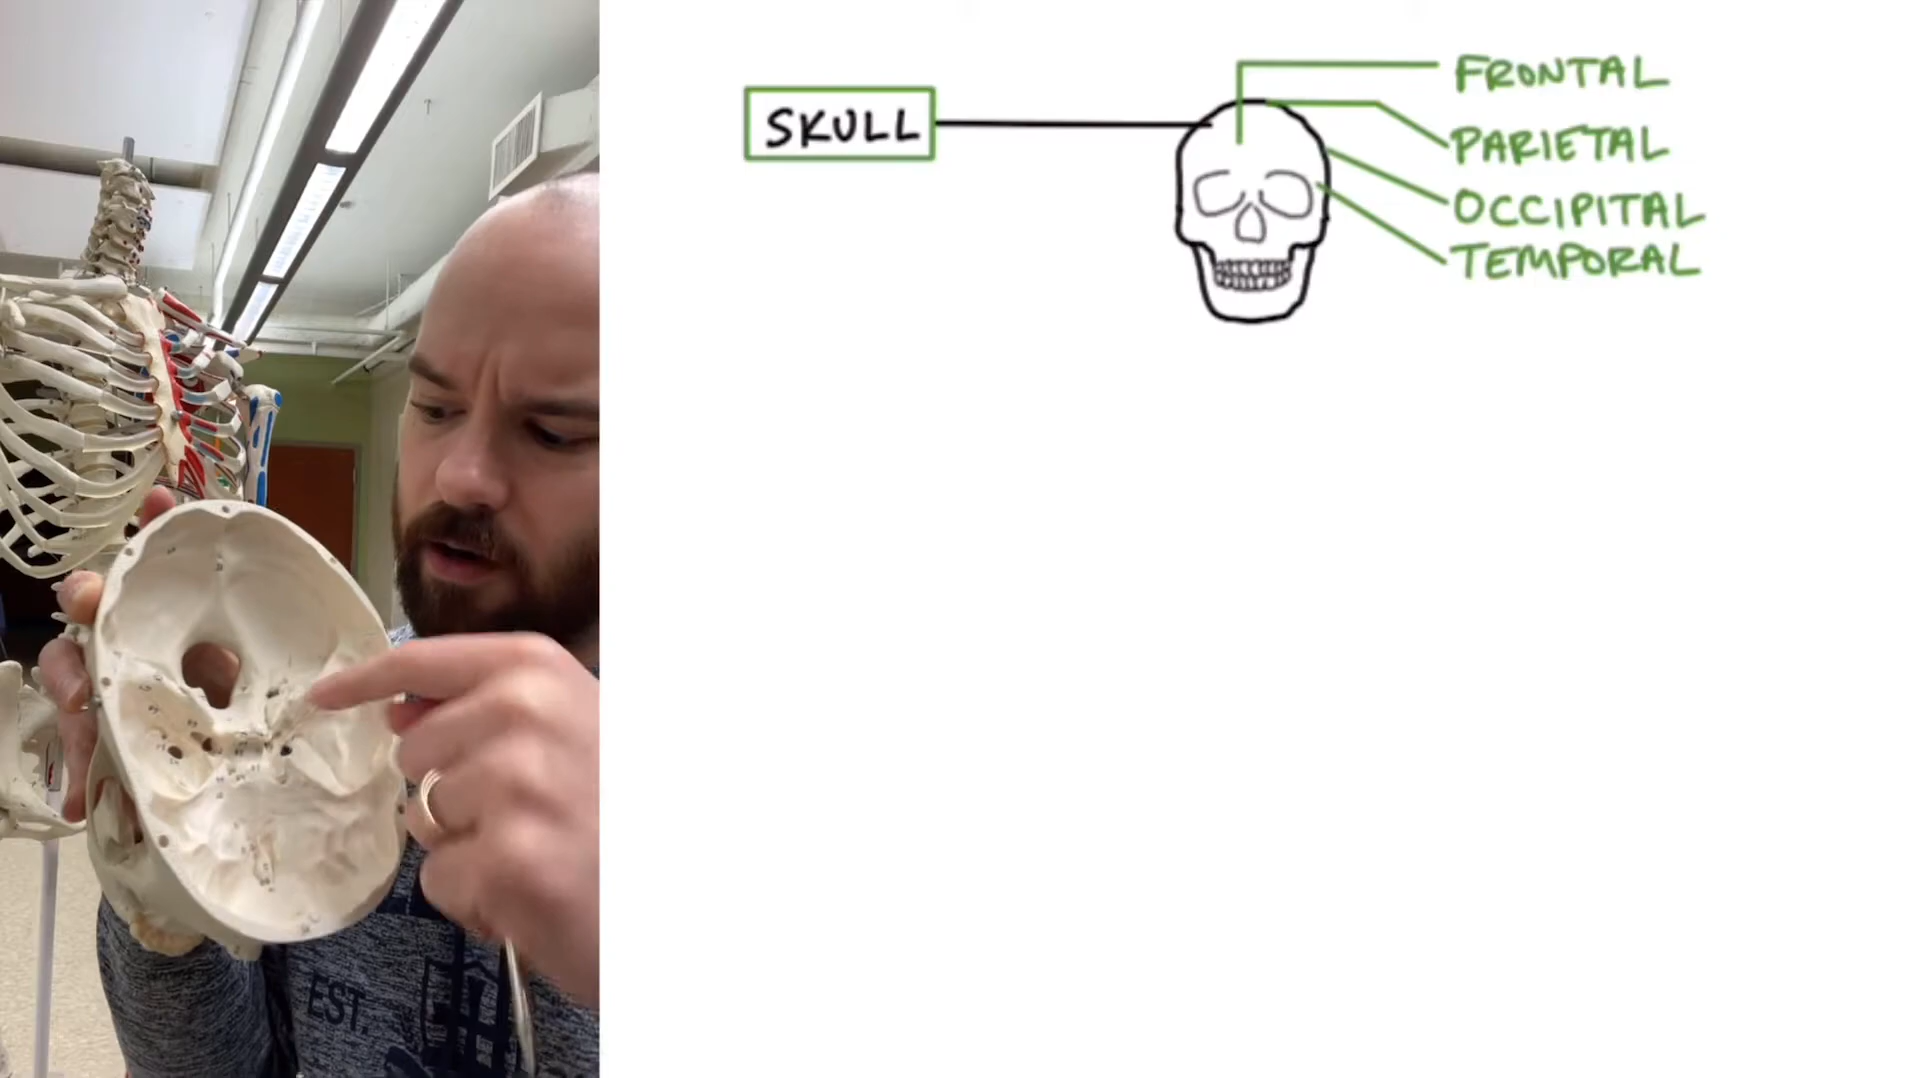 SKULL
FRONTAL
PARIETAL
OCCIPITAL
TEMPORAL
EST.